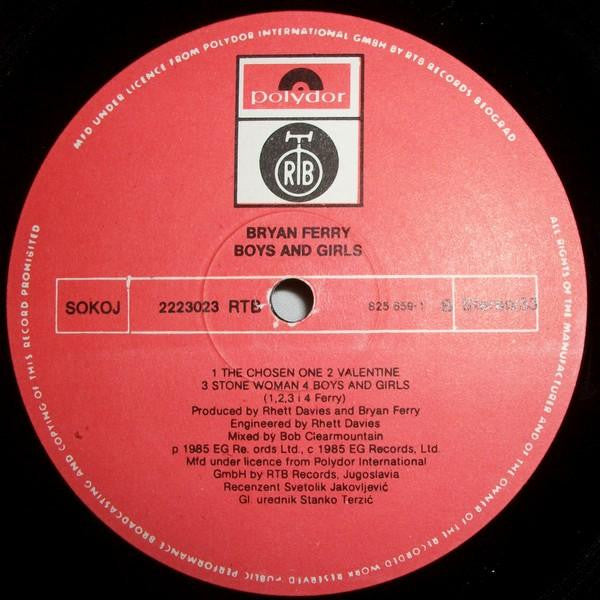 MFD UNDER LICENCE FROM POLYDOR INTERNATIONAL GMBH BY RTB RECORDS BEOGRAD
polydor
RTB
BRYAN FERRY
BOYS AND GIRLS
SOKOJ 2223023 RTB 825 659-1 B Stereo/33
1 THE CHOSEN ONE 2 VALENTINE
3 STONE WOMAN 4 BOYS AND GIRLS
(1,2,3 i 4 Ferry)
Produced by Rhett Davies and Bryan Ferry
Engineered by Rhett Davies
Mixed by Bob Clearmountain
p 1985 EG Re. ords Ltd., c 1985 EG Records, Ltd.
Mfd under licence from Polydor International
GmbH by RTB Records, Jugoslavia
Recenzent Svetolik Jakovljević
Gl. urednik Stanko Terzić
ALL RIGHTS OF THE MANUFACTURER AND OF THE OWNER OF THE RECORDED WORK RESERVED PUBLIC PERFORMANCE BROADCASTING AND COPYING OF THIS RECORD PROHIBITED